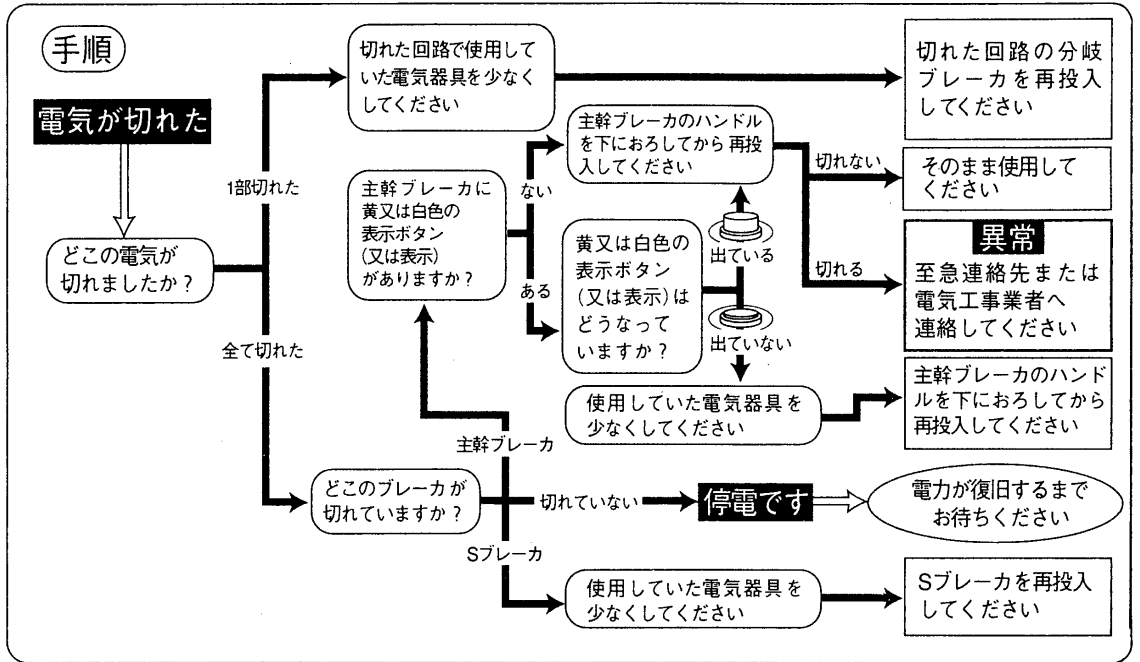 手順
電気が切れた
どこの電気が
切れましたか?
1部切れた
全て切れた
切れた回路で使用して
いた電気器具を少なく
してください
切れた回路の分岐
ブレーカを再投入
してください
主幹ブレーカに
黄又は白色の
表示ボタン
(又は表示)
がありますか?
ない
ある
主幹ブレーカのハンドル
を下におろしてから再投
入してください
切れない
そのまま使用して
ください
切れる
異常
至急連絡先または
電気工事業者へ
連絡してください
黄又は白色の
表示ボタン
(又は表示)は
どうなって
いますか?
出ている
出ていない
使用していた電気器具を
少なくしてください
主幹ブレーカのハンド
ルを下におろしてから
再投入してください
どこのブレーカが
切れていますか?
主幹ブレーカ
切れていない
停電です
電力が復旧するまで
お待ちください
Sブレーカ
使用していた電気器具を
少なくしてください
Sブレーカを再投入
してください